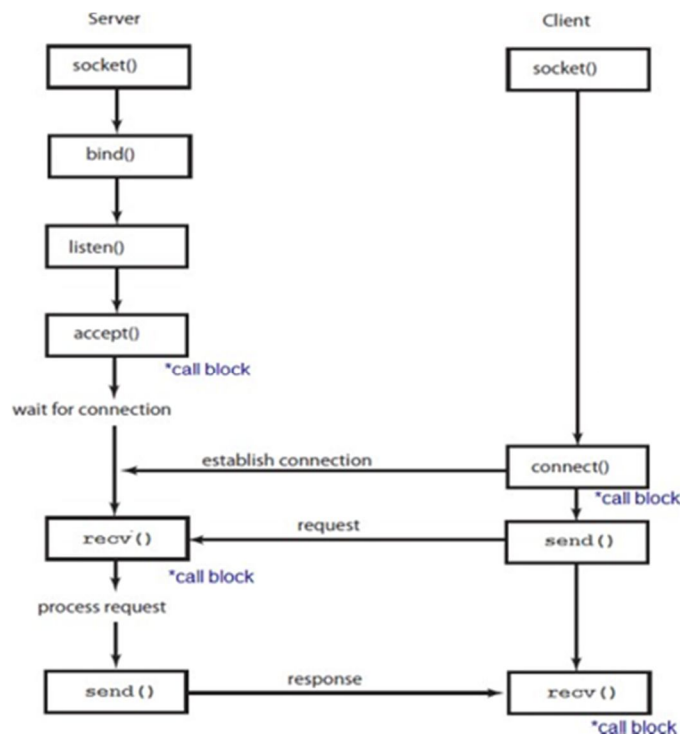 Server
Client
socket()
socket()
bind()
listen()
accept()
*call block
wait for connection
establish connection
connect()
*call block
recv()
request
send()
*call block
process request
send()
response
recv()
*call block